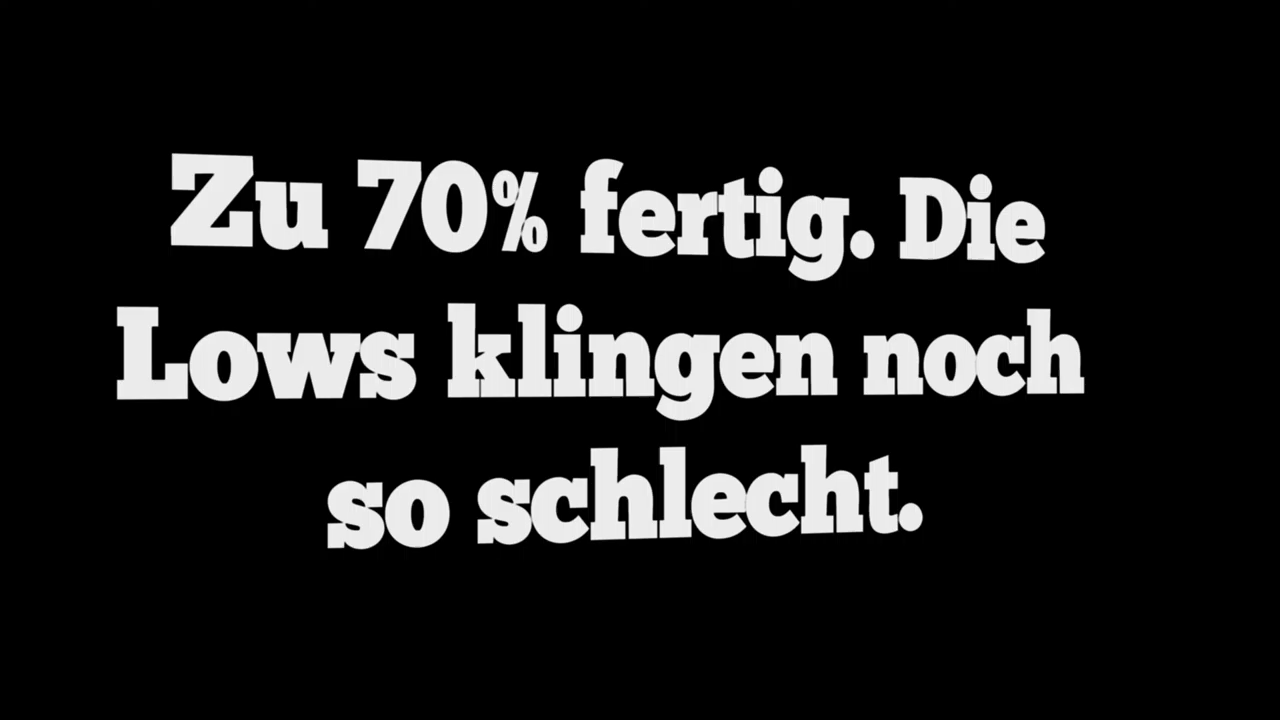 Zu 70% fertig. Die
Lows klingen noch
so schlecht.